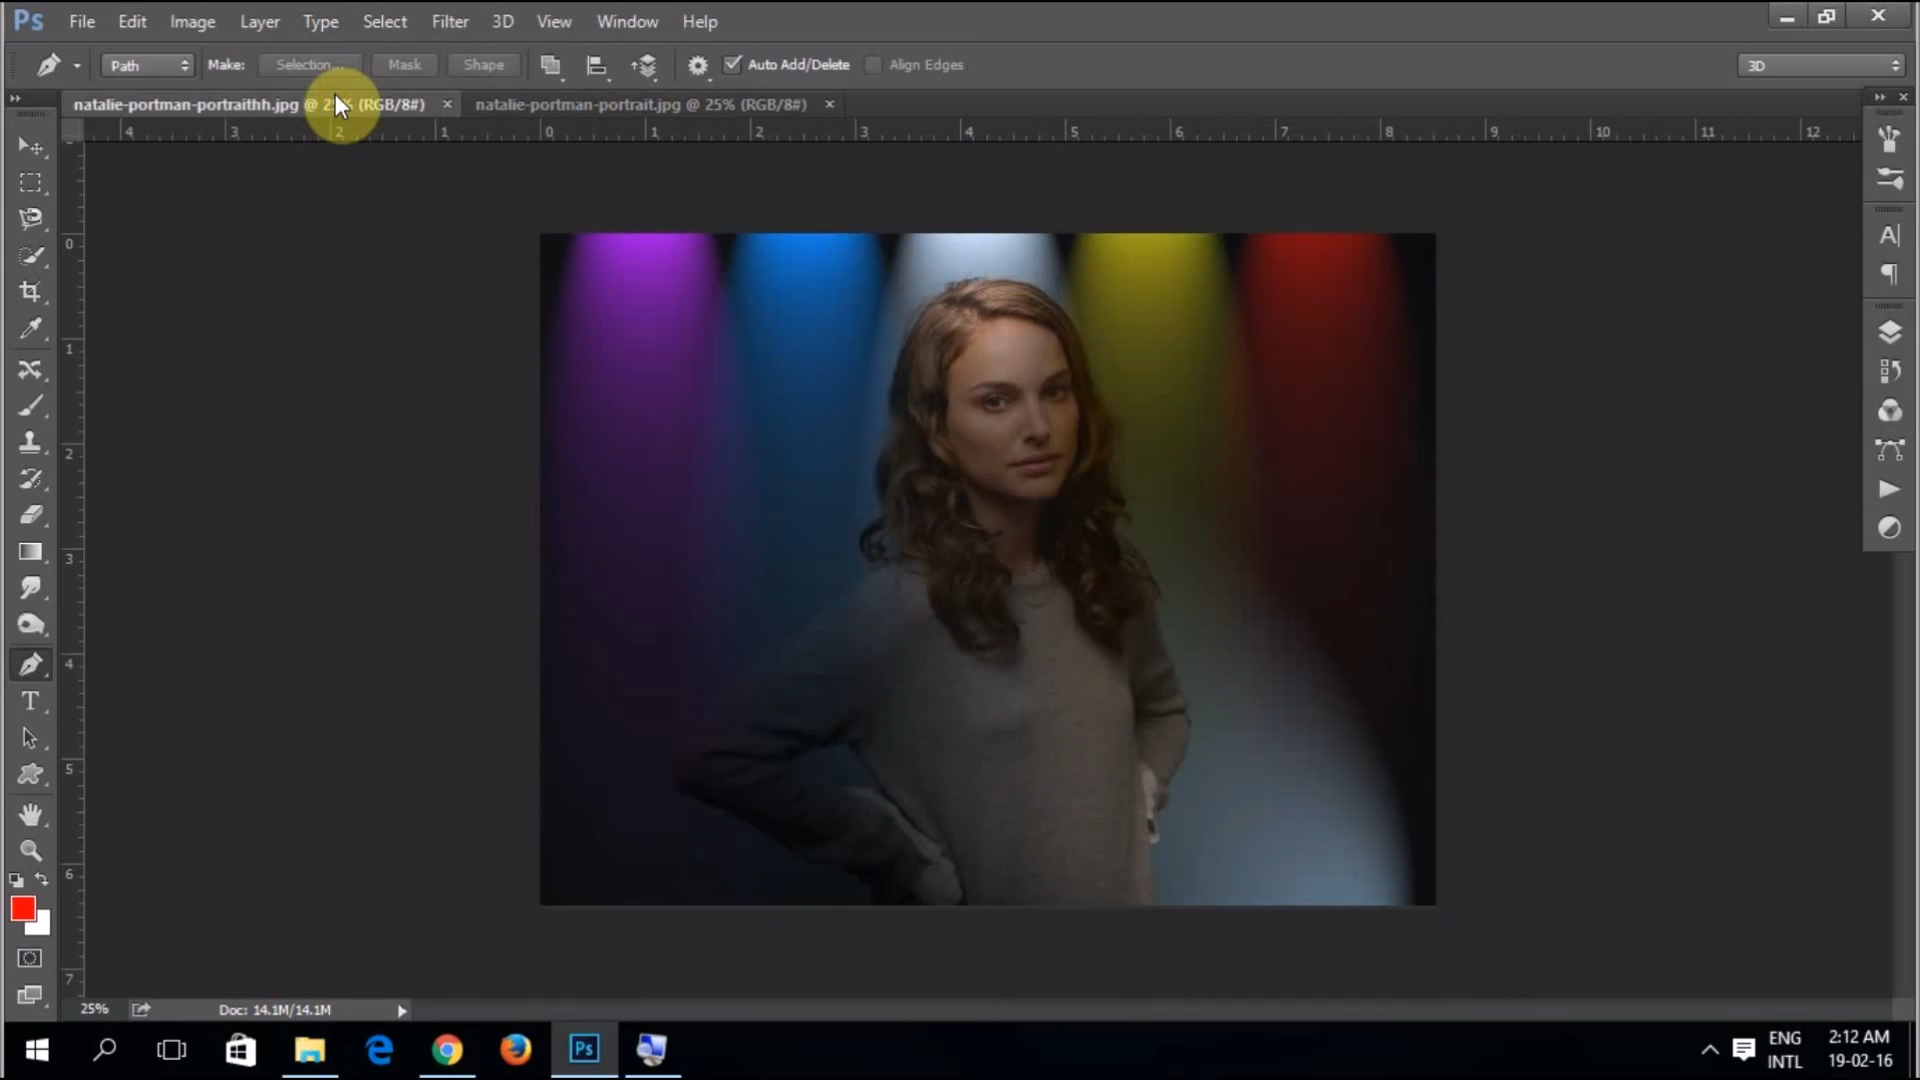 Ps File Edit Image Layer Type Select Filter 3D View Window Help
Path Make: Selection... Mask Shape Auto Add/Delete Align Edges 3D
natalie-portman-portraithh.jpg @ 25% (RGB/8#) × natalie-portman-portrait.jpg @ 25% (RGB/8#) ×
4 3 2 1 0 1 2 3 4 5 6 7 8 9 10 11 12
0
1
2
3
4
5
6
7
A
T
25% Doc: 14.1M/14.1M
Ps
ENG 2:12 AM
INTL 19-02-16